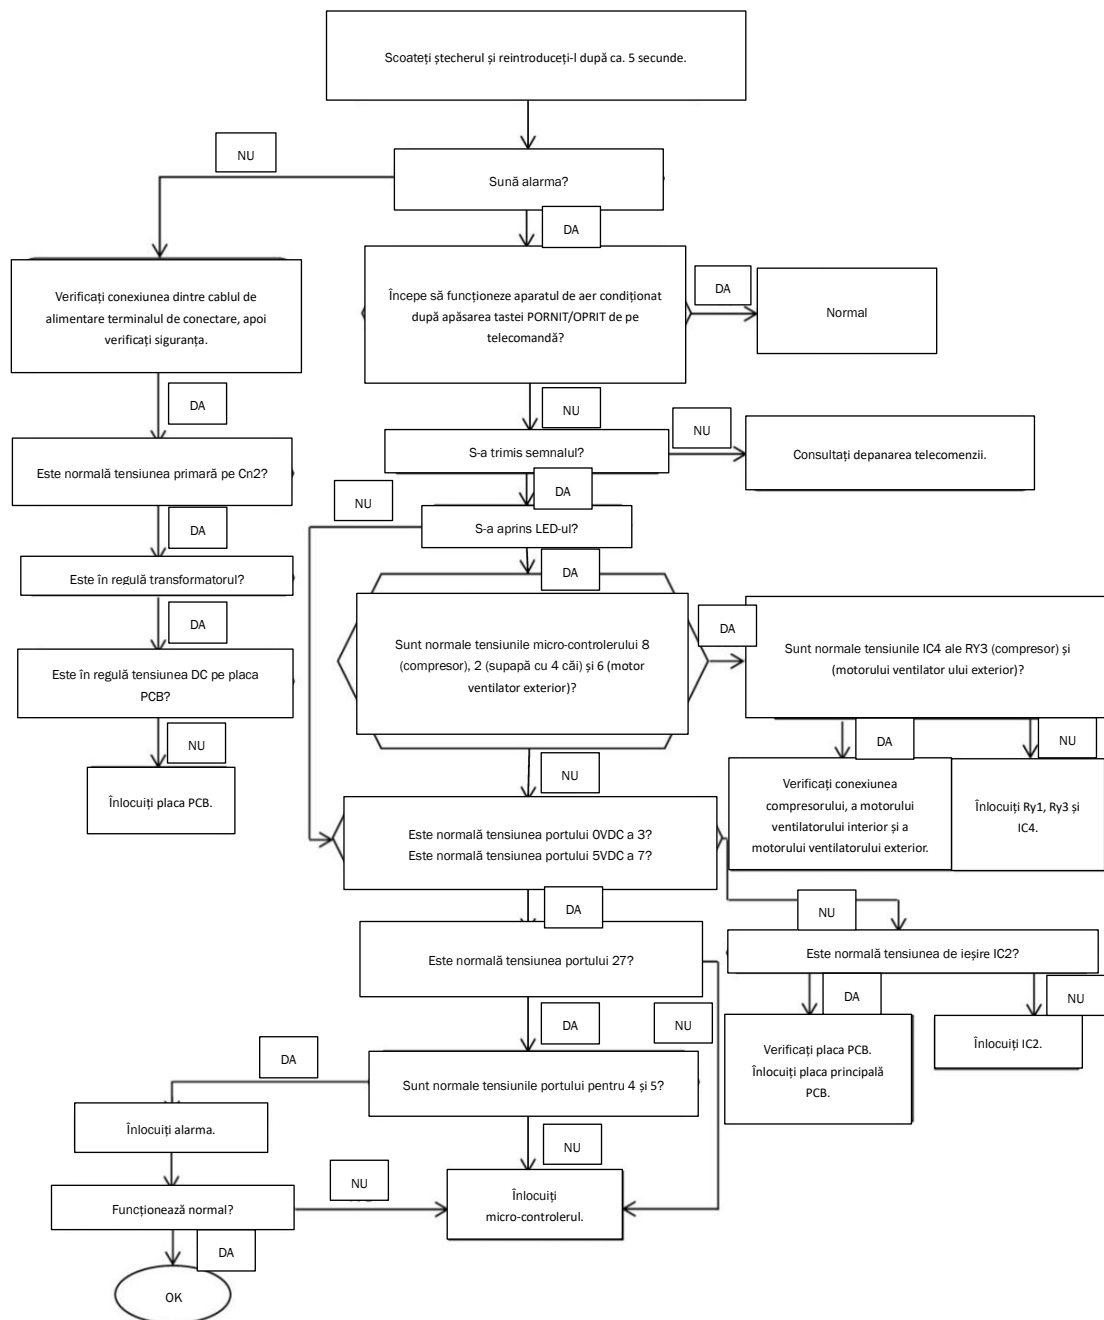 Scoateți ștecherul și reintroduceți-l după ca. 5 secunde.
NU
Sună alarma?
DA
Verificați conexiunea dintre cablul de
alimentare terminalul de conectare, apoi
verificați siguranța.
Începe să funcționeze aparatul de aer condiționat
după apăsarea tastei PORNIT/OPRIT de pe
telecomandă?
DA
Normal
DA
NU
S-a trimis semnalul?
NU
Consultați depanarea telecomenzii.
Este normală tensiunea primară pe Cn2?
DA
NU
S-a aprins LED-ul?
DA
DA
Este în regulă transformatorul?
DA
Sunt normale tensiunile micro-controlerului 8
(compresor), 2 (supapă cu 4 căi) și 6 (motor
ventilator exterior)?
DA
Sunt normale tensiunile IC4 ale RY3 (compresor) și
(motorului ventilator ului exterior)?
Este în regulă tensiunea DC pe placa
PCB?
NU
Înlocuiți placa PCB.
NU
DA
NU
Verificați conexiunea
compresorului, a motorului
ventilatorului interior și a
motorului ventilatorului exterior.
Înlocuiți Ry1, Ry3 și
IC4.
Este normală tensiunea portului 0VDC a 3?
Este normală tensiunea portului 5VDC a 7?
DA
NU
Este normală tensiunea portului 27?
Este normală tensiunea de ieșire IC2?
DA
NU
DA
NU
Verificați placa PCB.
Înlocuiți placa principală
PCB.
Înlocuiți IC2.
DA
Sunt normale tensiunile portului pentru 4 și 5?
Înlocuiți alarma.
NU
NU
Funcționează normal?
Înlocuiți
micro-controlerul.
DA
OK